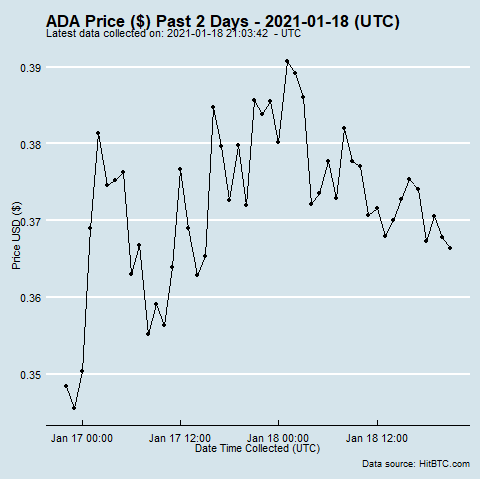 ADA Price ($) Past 2 Days - 2021-01-18 (UTC)
Latest data collected on: 2021-01-18 21:03:42 - UTC
0.39
0.38
0.37
0.36
0.35
Price USD ($)
Jan 17 00:00 Jan 17 12:00 Jan 18 00:00 Jan 18 12:00
Date Time Collected (UTC)
Data source: HitBTC.com